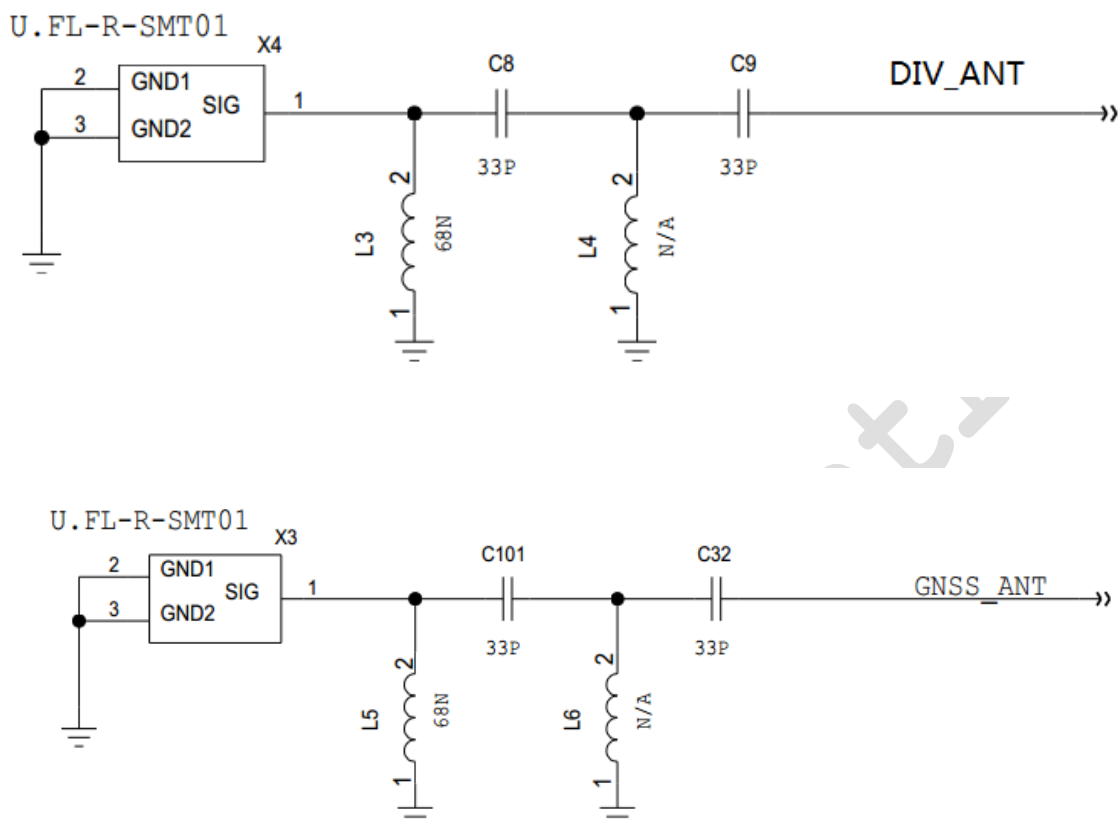 U.FL-R-SMT01
X4
C8
C9
DIV_ANT
2
GND1
SIG
1
3
GND2
33P
33P
2
2
L3
68N
L4
N/A
1
1
U.FL-R-SMT01
X3
C101
C32
2
GND1
SIG
1
GNSS_ANT
3
GND2
33P
33P
2
2
L5
68N
L6
N/A
1
1